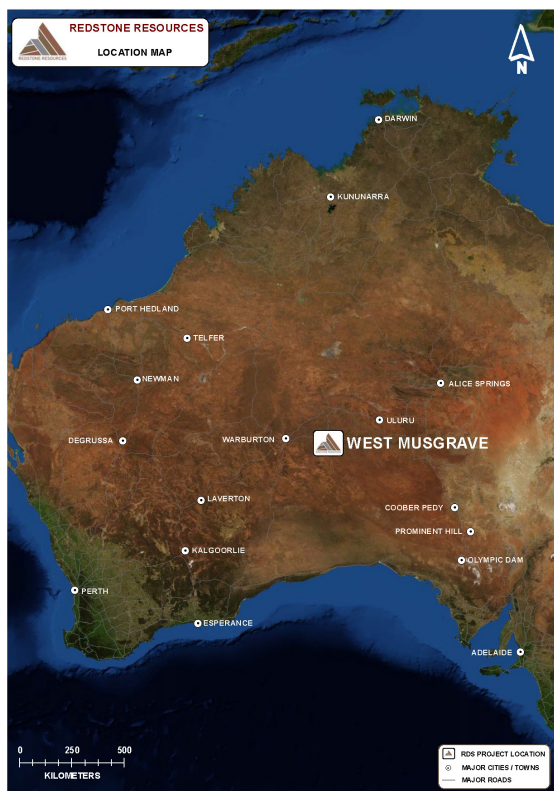 REDSTONE RESOURCES
LOCATION MAP
REDSTONE RESOURCES
N
DARWIN
KUNUNARRA
PORT HEDLAND
TELFER
NEWMAN
ALICE SPRINGS
ULURU
DEGRUSSA
WARBURTON
WEST MUSGRAVE
LAVERTON
COOBER PEDY
PROMINENT HILL
KALGOORLIE
OLYMPIC DAM
PERTH
ESPERANCE
ADELAIDE
0 250 500
KILOMETERS
RDS PROJECT LOCATION
MAJOR CITIES / TOWNS
MAJOR ROADS